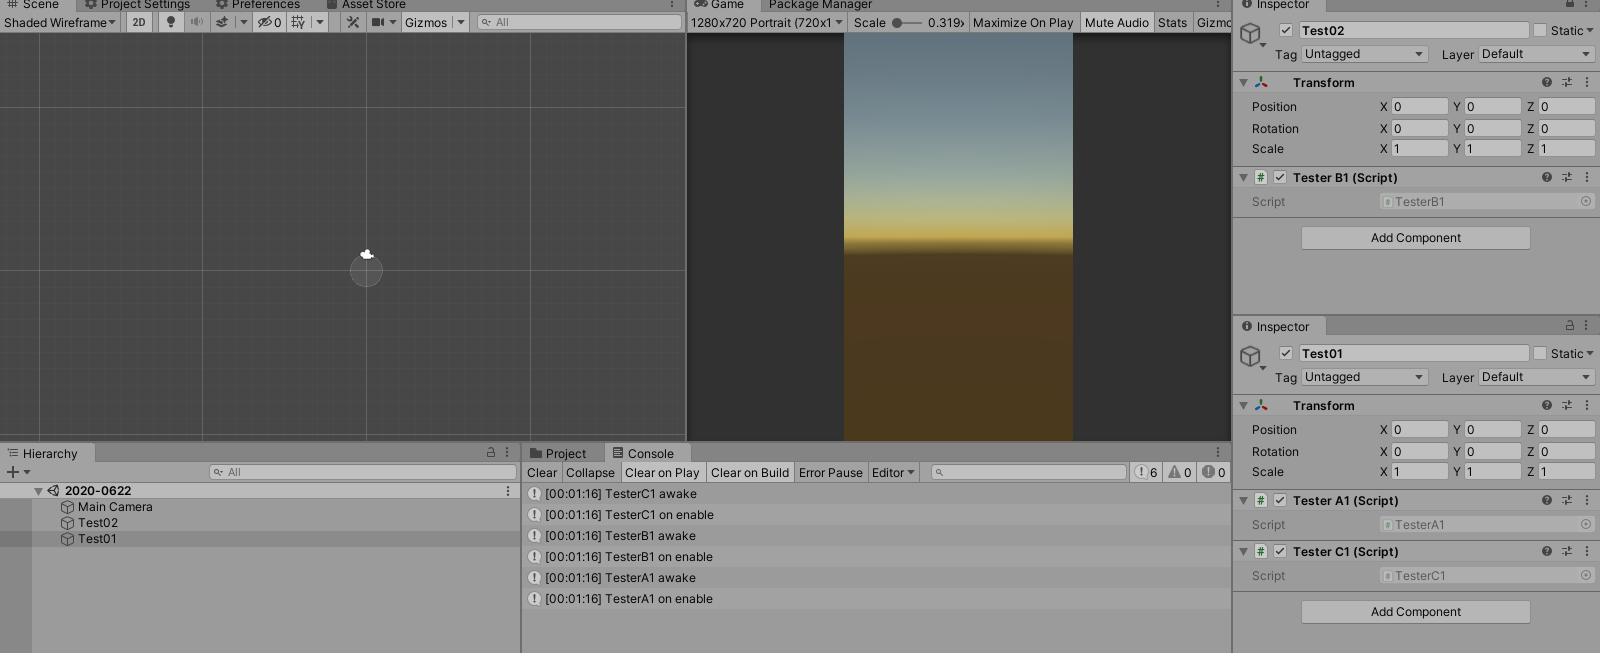 Scene Project Settings Preferences Asset Store
Shaded Wireframe 2D 0 Gizmos All
Game Package Manager
1280x720 Portrait (720x1 Scale 0.319x Maximize On Play Mute Audio Stats Gizmo
Hierarchy
All
2020-0622
Main Camera
Test02
Test01
Project Console
Clear Collapse Clear on Play Clear on Build Error Pause Editor 6 0 0
[00:01:16] TesterC1 awake
[00:01:16] TesterC1 on enable
[00:01:16] TesterB1 awake
[00:01:16] TesterB1 on enable
[00:01:16] TesterA1 awake
[00:01:16] TesterA1 on enable
Inspector
Test02 Static
Tag Untagged Layer Default
Transform
Position X 0 Y 0 Z 0
Rotation X 0 Y 0 Z 0
Scale X 1 Y 1 Z 1
# Tester B1 (Script)
Script TesterB1
Add Component
Inspector
Test01 Static
Tag Untagged Layer Default
Transform
Position X 0 Y 0 Z 0
Rotation X 0 Y 0 Z 0
Scale X 1 Y 1 Z 1
# Tester A1 (Script)
Script TesterA1
# Tester C1 (Script)
Script TesterC1
Add Component